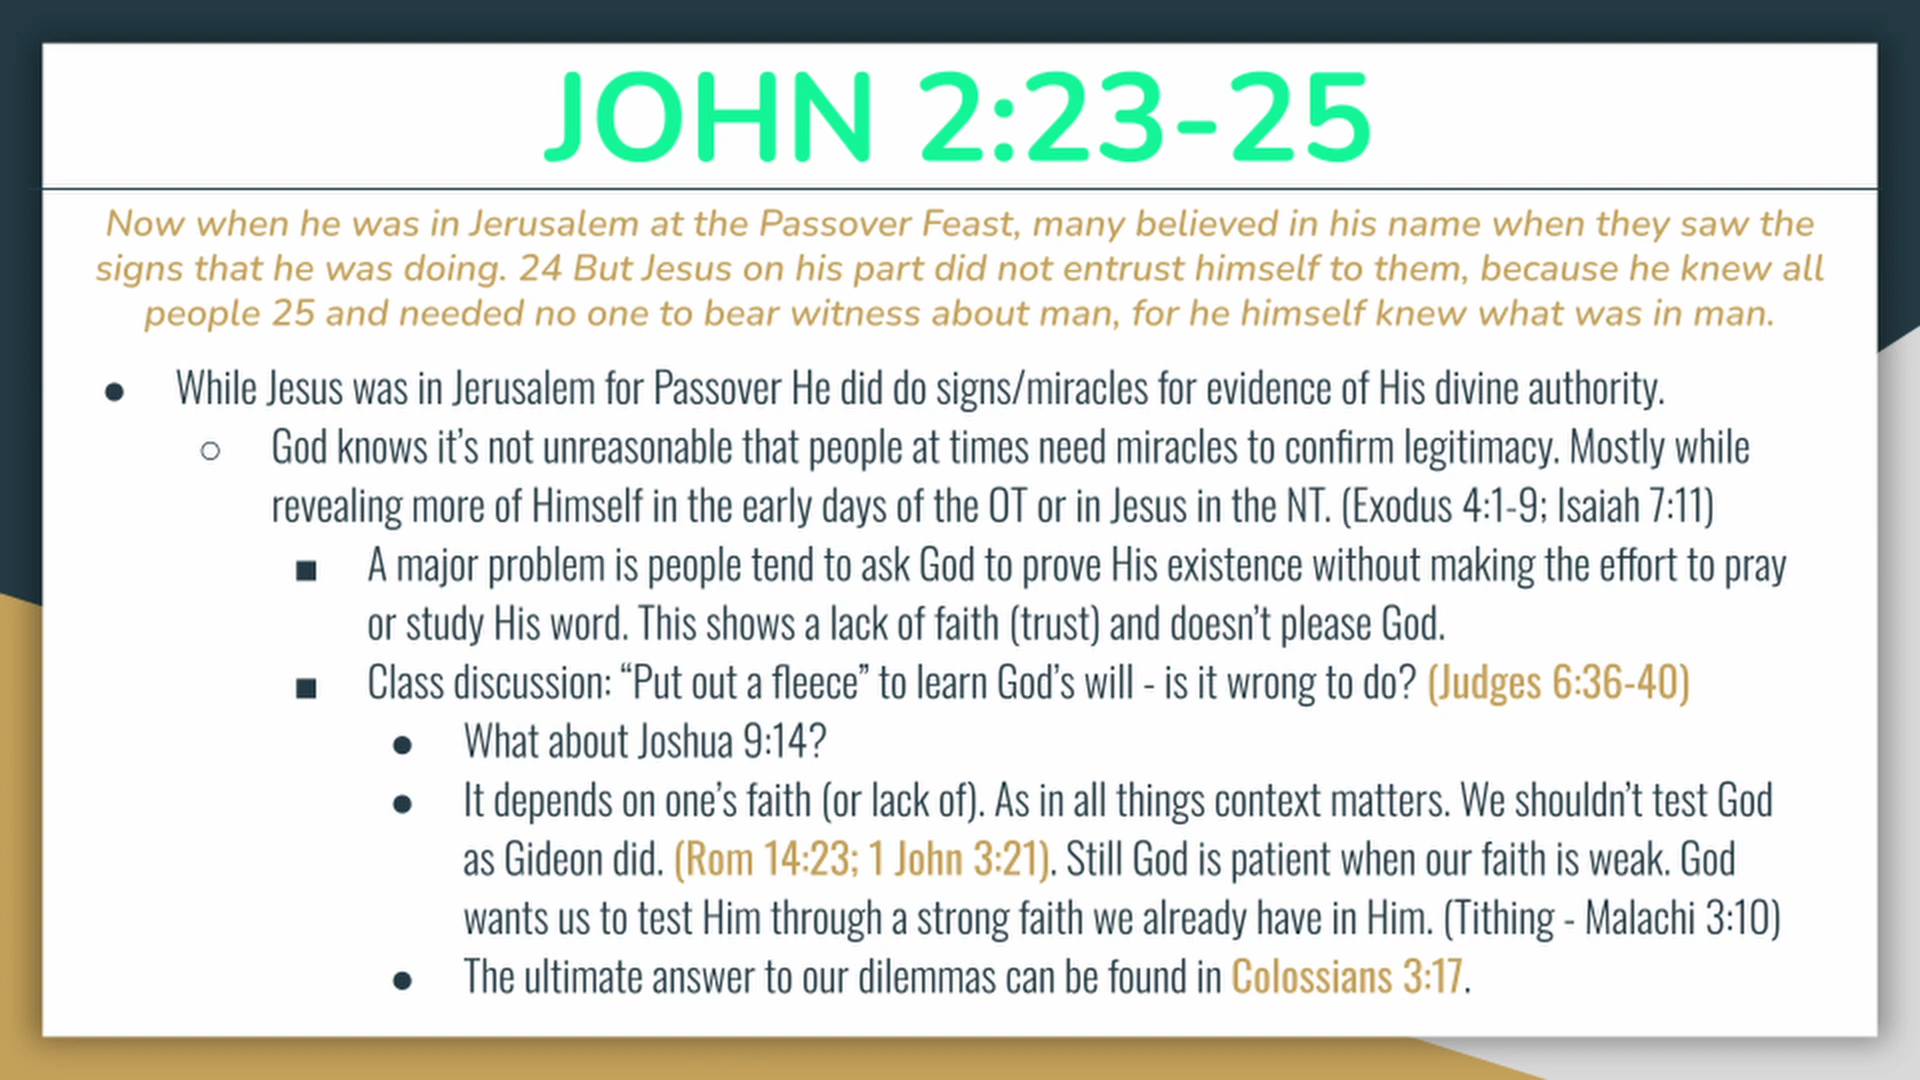 JOHN 2:23-25
Now when he was in Jerusalem at the Passover Feast, many believed in his name when they saw the
signs that he was doing. 24 But Jesus on his part did not entrust himself to them, because he knew all
people 25 and needed no one to bear witness about man, for he himself knew what was in man.
● While Jesus was in Jerusalem for Passover He did do signs/miracles for evidence of His divine authority.
○ God knows it’s not unreasonable that people at times need miracles to confirm legitimacy. Mostly while
revealing more of Himself in the early days of the OT or in Jesus in the NT. (Exodus 4:1-9; Isaiah 7:11)
■ A major problem is people tend to ask God to prove His existence without making the effort to pray
or study His word. This shows a lack of faith (trust) and doesn’t please God.
■ Class discussion: “Put out a fleece” to learn God’s will - is it wrong to do? (Judges 6:36-40)
● What about Joshua 9:14?
● It depends on one’s faith (or lack of). As in all things context matters. We shouldn’t test God
as Gideon did. (Rom 14:23; 1 John 3:21). Still God is patient when our faith is weak. God
wants us to test Him through a strong faith we already have in Him. (Tithing - Malachi 3:10)
● The ultimate answer to our dilemmas can be found in Colossians 3:17.